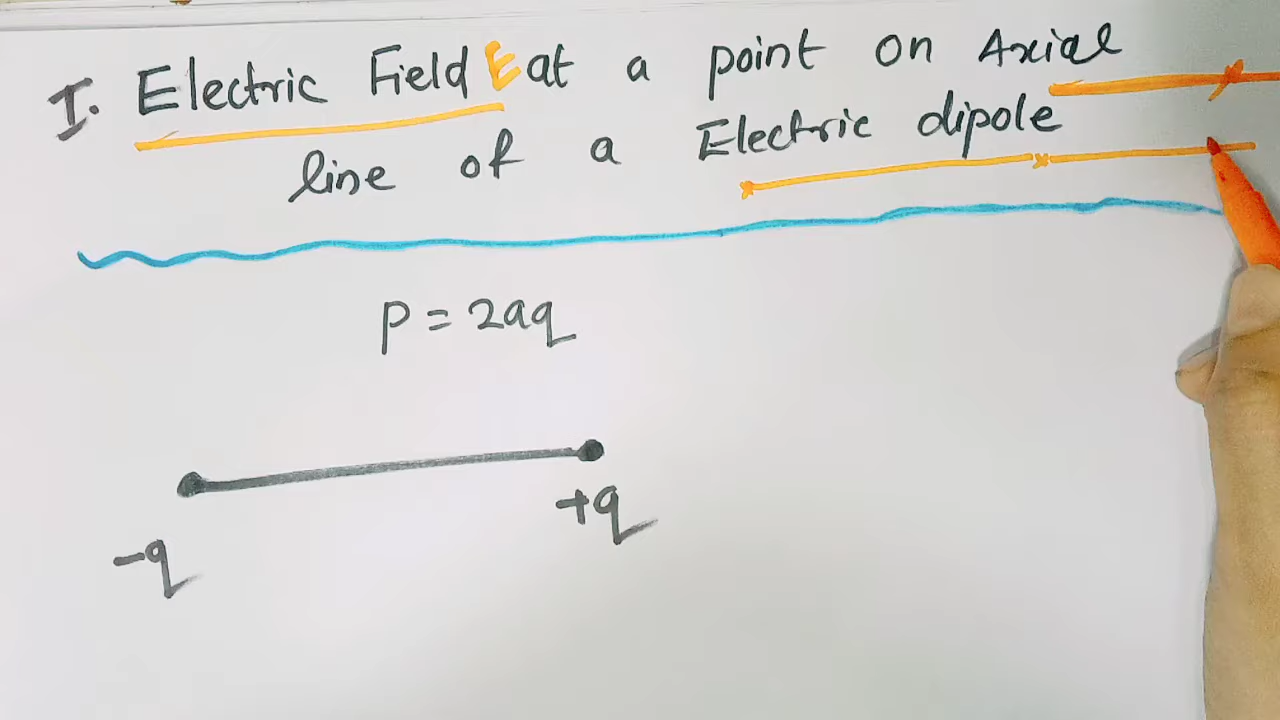 I. Electric Field E at a point on Axial
line of a Electric dipole
P = 2aq
+q
-q